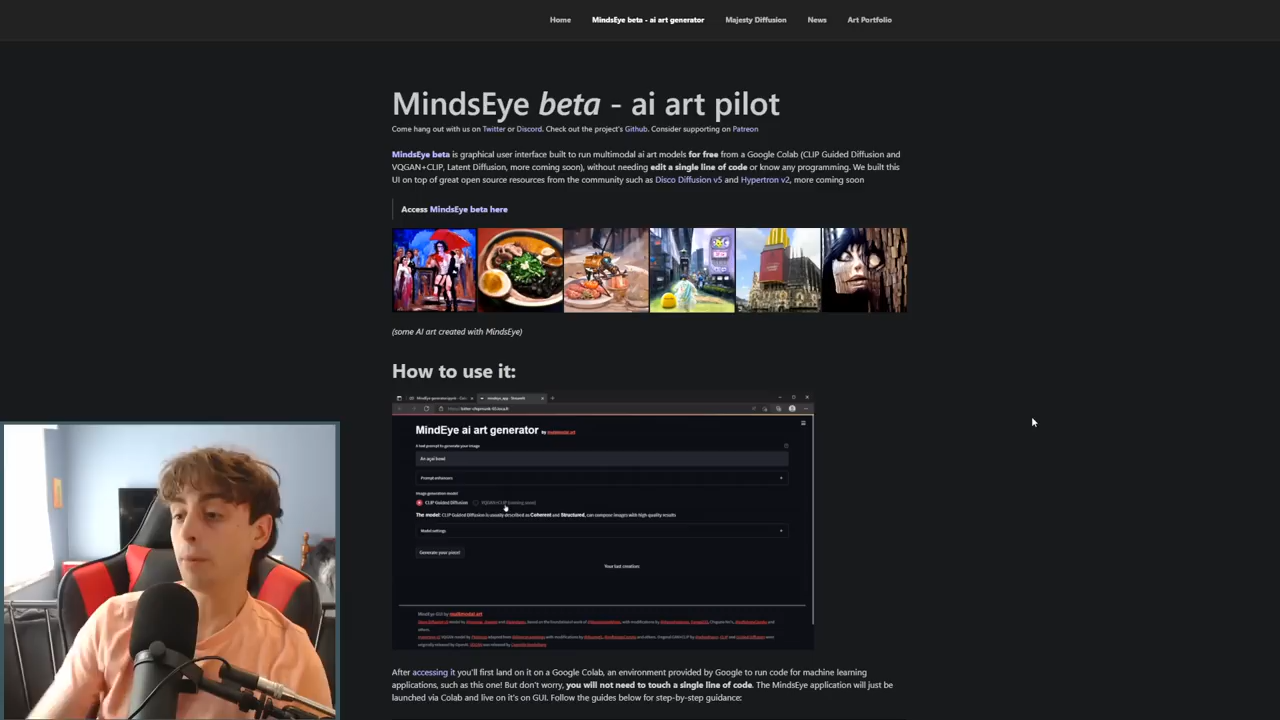 Home MindsEye beta - ai art generator Majesty Diffusion News Art Portfolio
MindsEye beta - ai art pilot
Come hang out with us on Twitter or Discord. Check out the project's Github. Consider supporting on Patreon
MindsEye beta is graphical user interface built to run multimodal ai art models for free from a Google Colab (CLIP Guided Diffusion and
VQGAN+CLIP, Latent Diffusion, more coming soon), without needing edit a single line of code or know any programming. We built this
UI on top of great open source resources from the community such as Disco Diffusion v5 and Hypertron v2, more coming soon
Access MindsEye beta here
(some AI art created with MindsEye)
How to use it:
MindEye ai art generator by multimodal.art
A text prompt to generate your image
An açaí bowl
Prompt enhancers
Image generation model
CLIP Guided Diffusion VQGAN+CLIP (coming soon)
The model: CLIP Guided Diffusion is usually described as Coherent and Structured, can compose images with high quality results
Model settings
Generate your piece!
Your last creation:
MindEye GUI by multimodal.art
After accessing it you'll first land on it on a Google Colab, an environment provided by Google to run code for machine learning
applications, such as this one! But don't worry, you will not need to touch a single line of code. The MindsEye application will just be
launched via Colab and live on it's on GUI. Follow the guides below for step-by-step guidance: